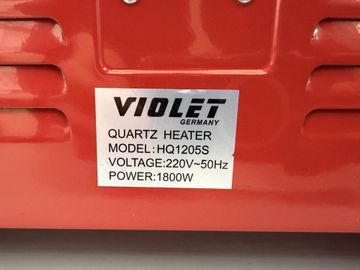 VIOLET
GERMANY
QUARTZ HEATER
MODEL:HQ1205S
VOLTAGE:220V~50Hz
POWER:1800W